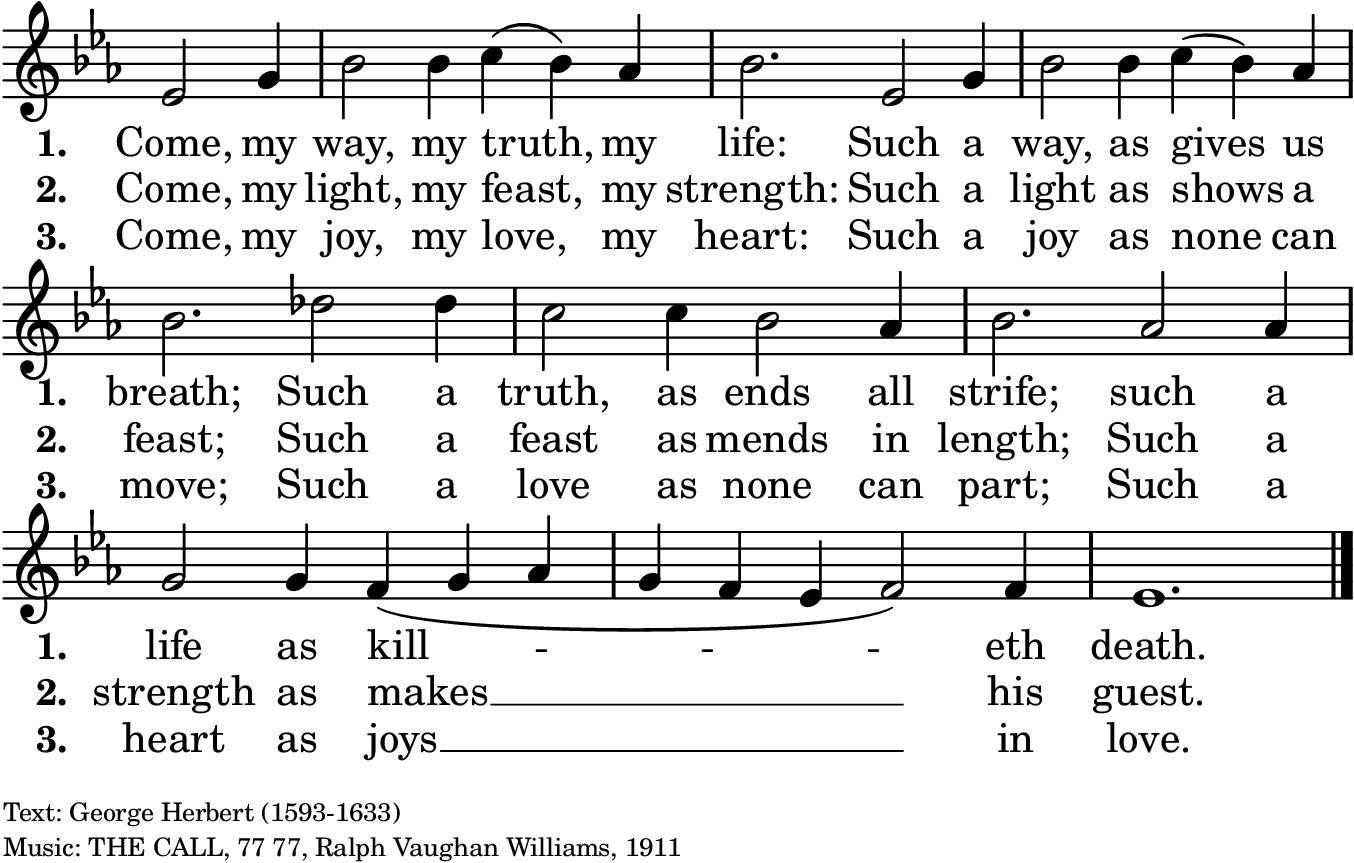 1. Come, my way, my truth, my life: Such a way, as gives us
2. Come, my light, my feast, my strength: Such a light as shows a
3. Come, my joy, my love, my heart: Such a joy as none can
1. breath; Such a truth, as ends all strife; such a
2. feast; Such a feast as mends in length; Such a
3. move; Such a love as none can part; Such a
1. life as kill - - - eth death.
2. strength as makes his guest.
3. heart as joys in love.
Text: George Herbert (1593-1633)
Music: THE CALL, 77 77, Ralph Vaughan Williams, 1911